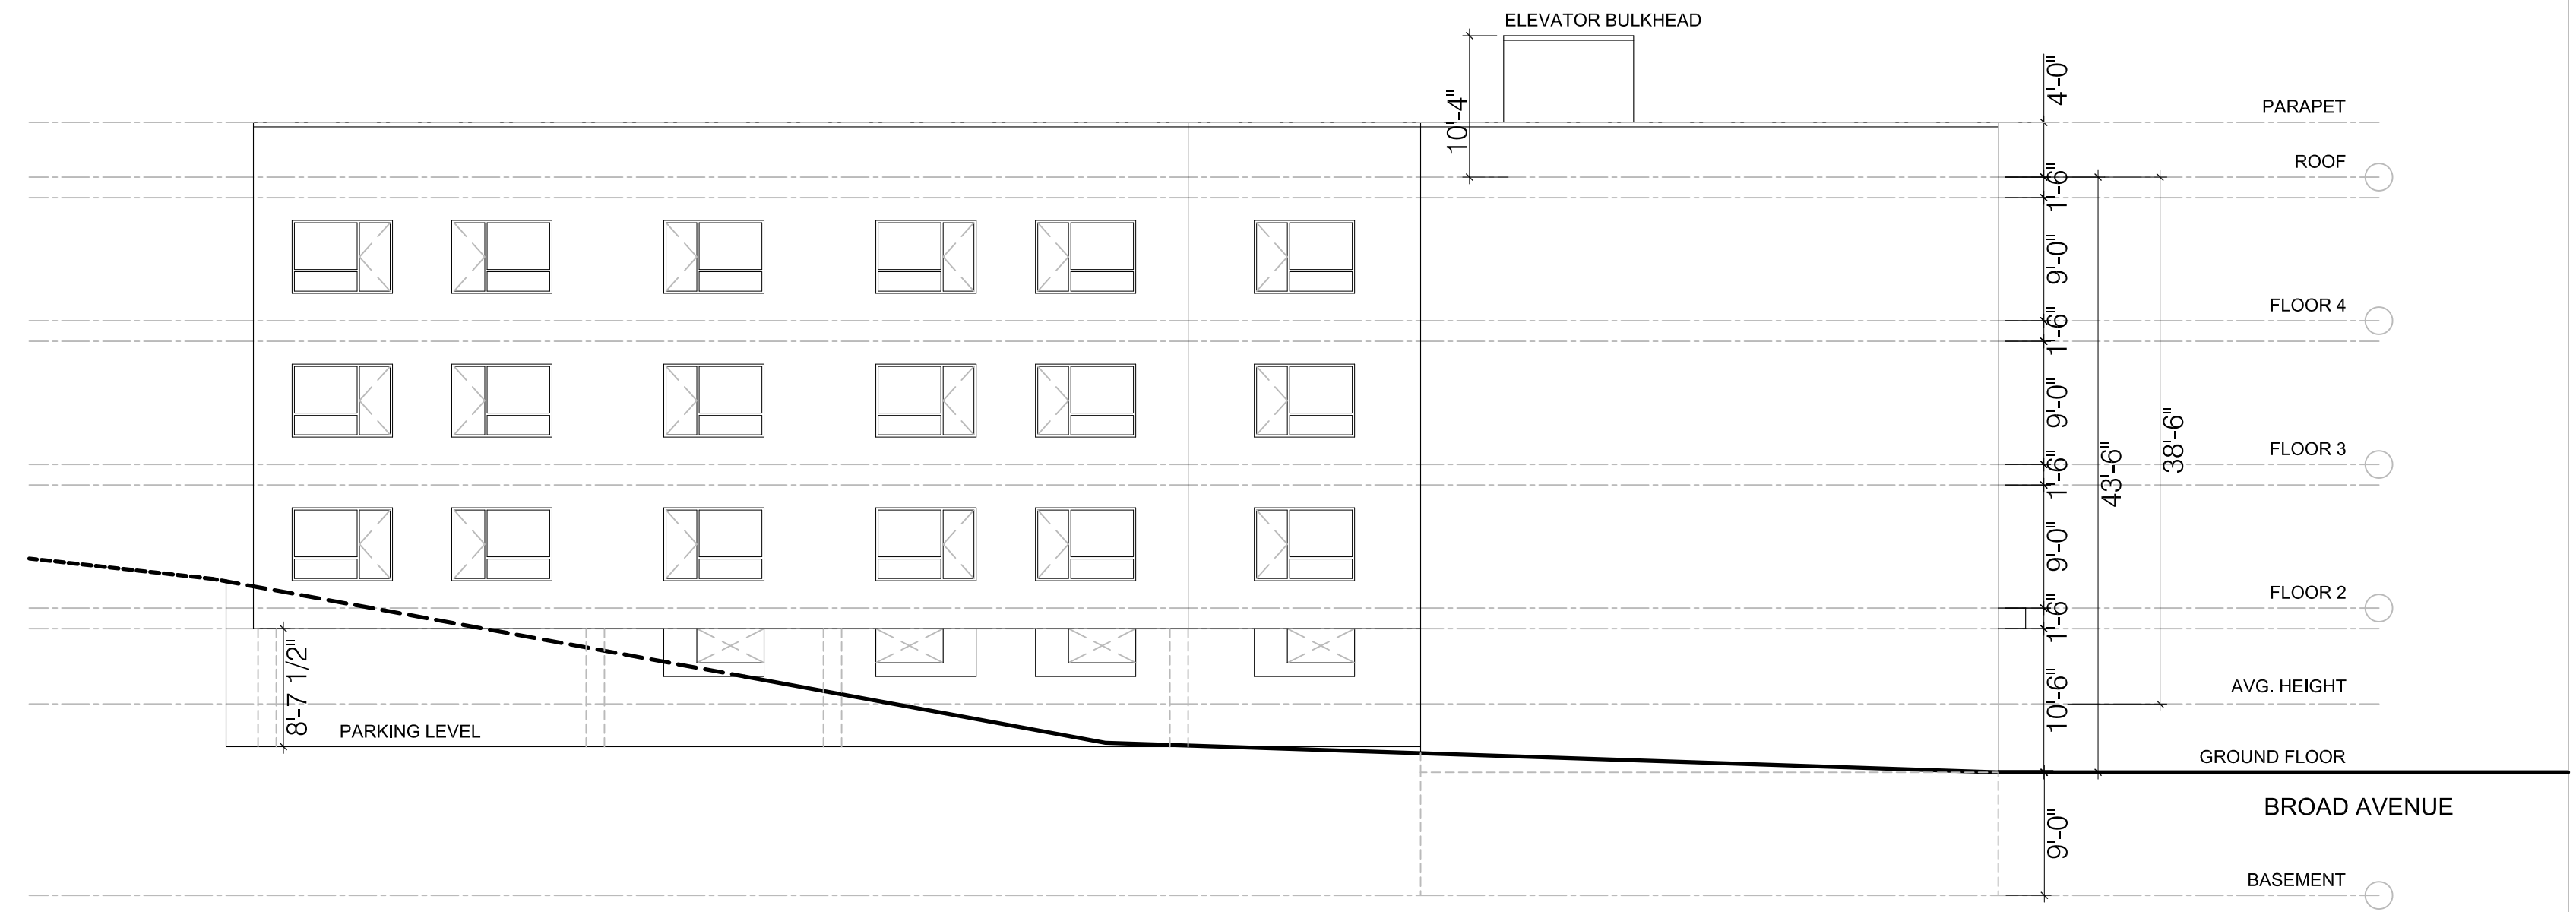 ELEVATOR BULKHEAD
10'-4"
4'-0"
PARAPET
ROOF
1'-6"
9'-0"
FLOOR 4
1'-6"
9'-0"
FLOOR 3
1'-6"
43'-6"
38'-6"
9'-0"
FLOOR 2
1'-6"
8'-7 1/2"
PARKING LEVEL
10'-6"
AVG. HEIGHT
GROUND FLOOR
BROAD AVENUE
9'-0"
BASEMENT